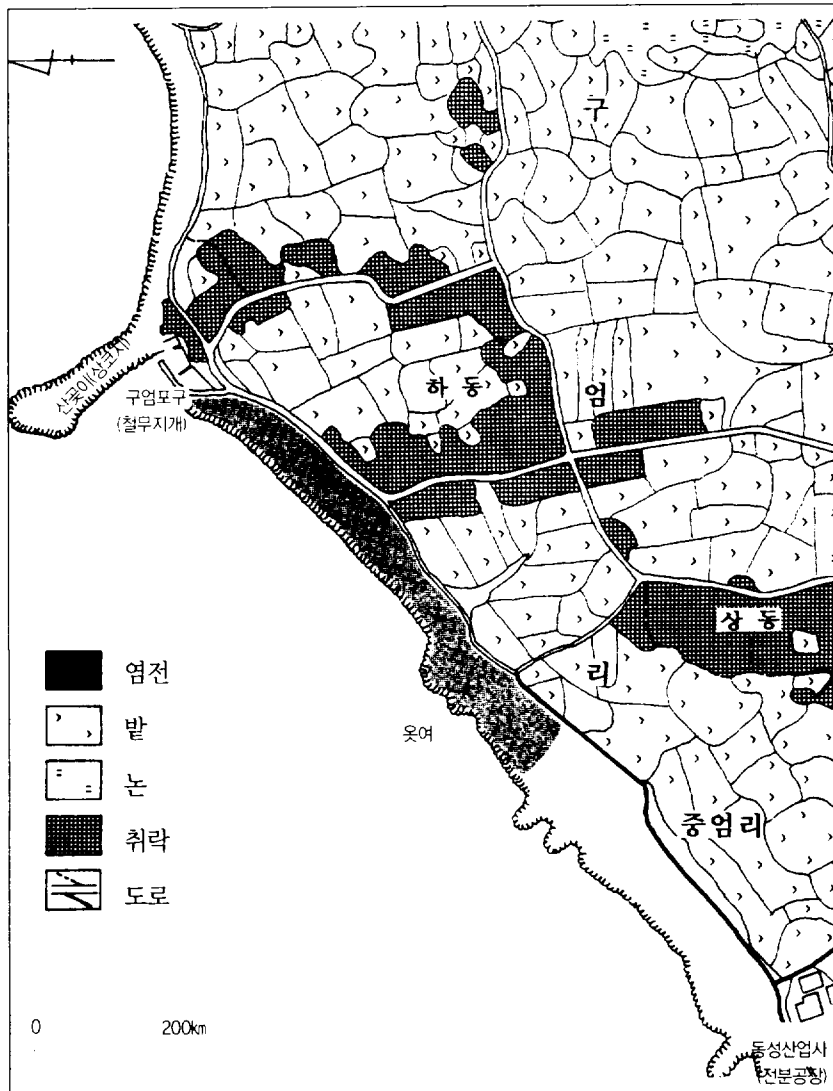 구
산꽃이(상코지)
구엄포구
(철무지개)
하동
엄
상동
리
옷여
중엄리
염전
밭
논
취락
도로
0 200km
동성산업사
(전분공장)